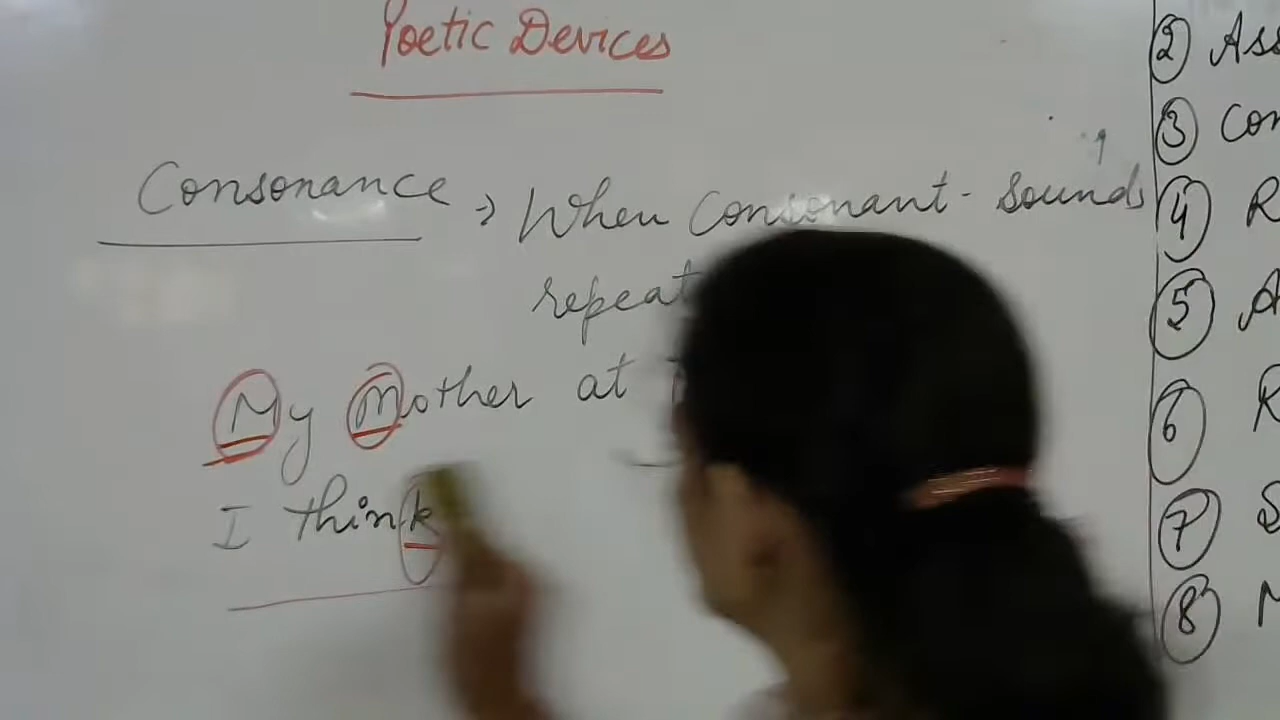 Poetic Devices
Consonance → When consonant sounds
repeat
My mother at
I think
② Ass
③ Con
④ R
⑤ A
⑥ R
⑦ S
⑧